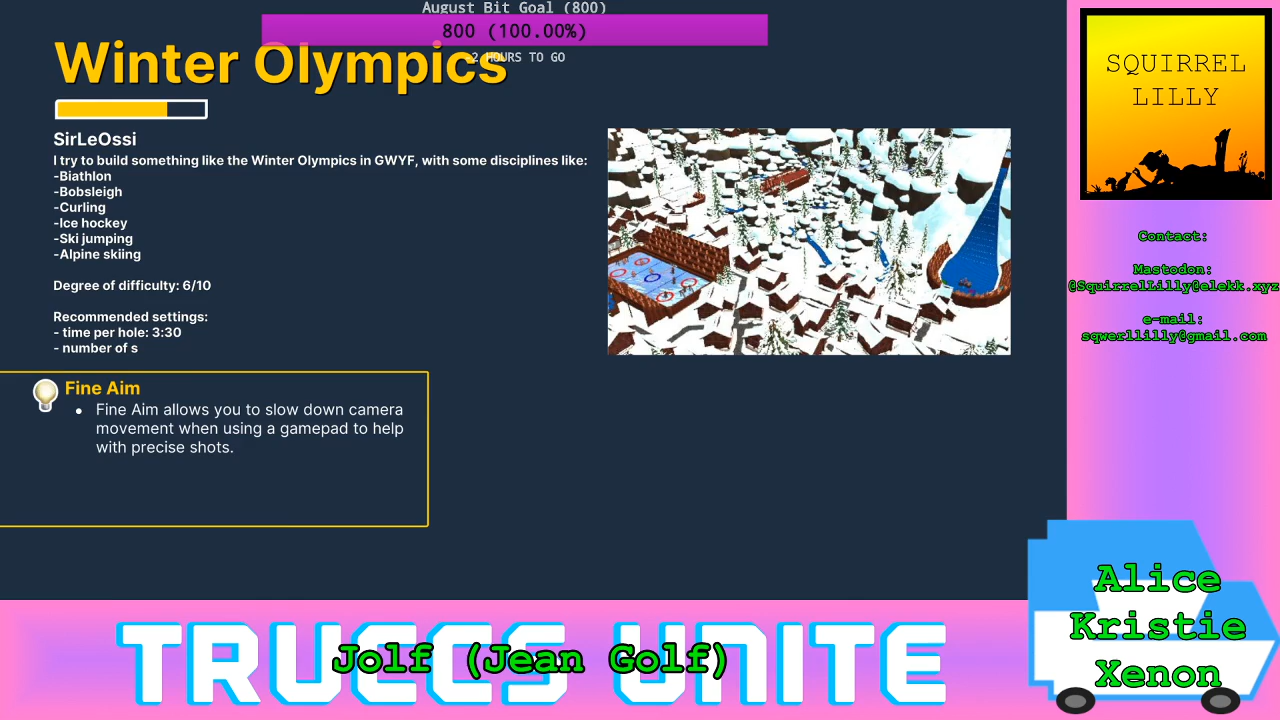 August Bit Goal (800)
800 (100.00%)
2 HOURS TO GO
Winter Olympics
SirLeOssi
I try to build something like the Winter Olympics in GWYF, with some disciplines like:
-Biathlon
-Bobsleigh
-Curling
-Ice hockey
-Ski jumping
-Alpine skiing
Degree of difficulty: 6/10
Recommended settings:
- time per hole: 3:30
- number of s
Fine Aim
• Fine Aim allows you to slow down camera
movement when using a gamepad to help
with precise shots.
SQUIRREL
LILLY
Contact:
Mastodon:
@SquirrelLilly@elekk.xyz
e-mail:
sqwerllilly@gmail.com
Alice
Kristie
Xenon
TRUCCS UNITE
Jolf (Jean Golf)